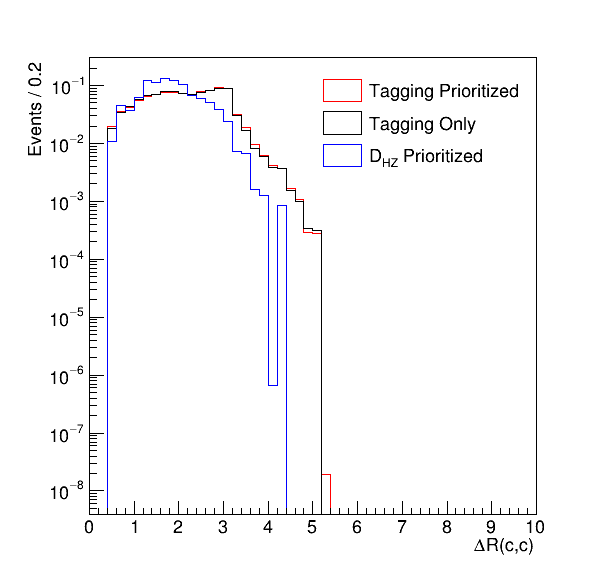 Events / 0.2
10⁻¹
10⁻²
10⁻³
10⁻⁴
10⁻⁵
10⁻⁶
10⁻⁷
10⁻⁸
Tagging Prioritized
Tagging Only
D_HZ Prioritized
0 1 2 3 4 5 6 7 8 9 10
ΔR(c,c)